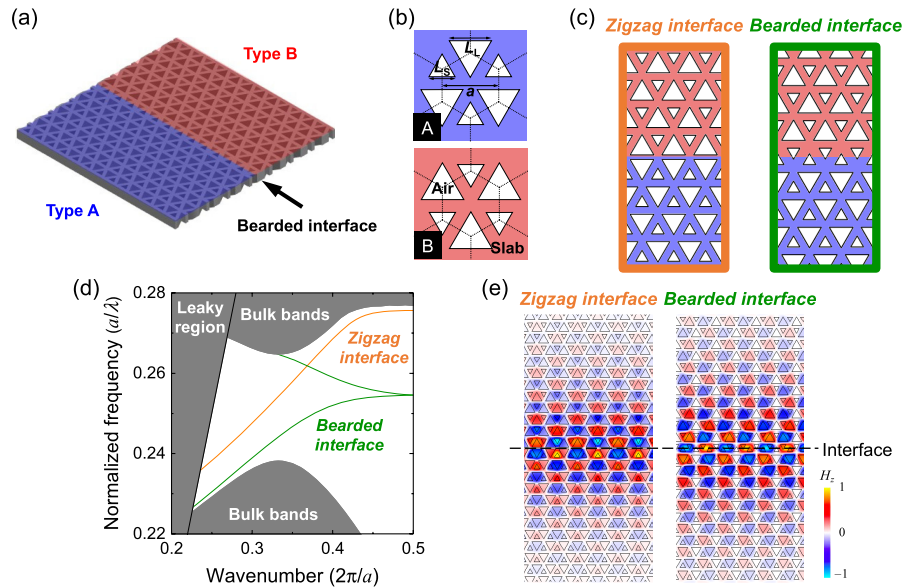 (a)
Type B
Type A
Bearded interface
(b)
L_L
L_S
a
A
Air
B
Slab
(c)
Zigzag interface
Bearded interface
(d)
Normalized frequency (a/λ)
0.28
0.26
0.24
0.22
Leaky
region
Bulk bands
Zigzag
interface
Bearded
interface
Bulk bands
0.2
0.3
0.4
0.5
Wavenumber (2π/a)
(e)
Zigzag interface
Bearded interface
Interface
H_z
1
0
−1